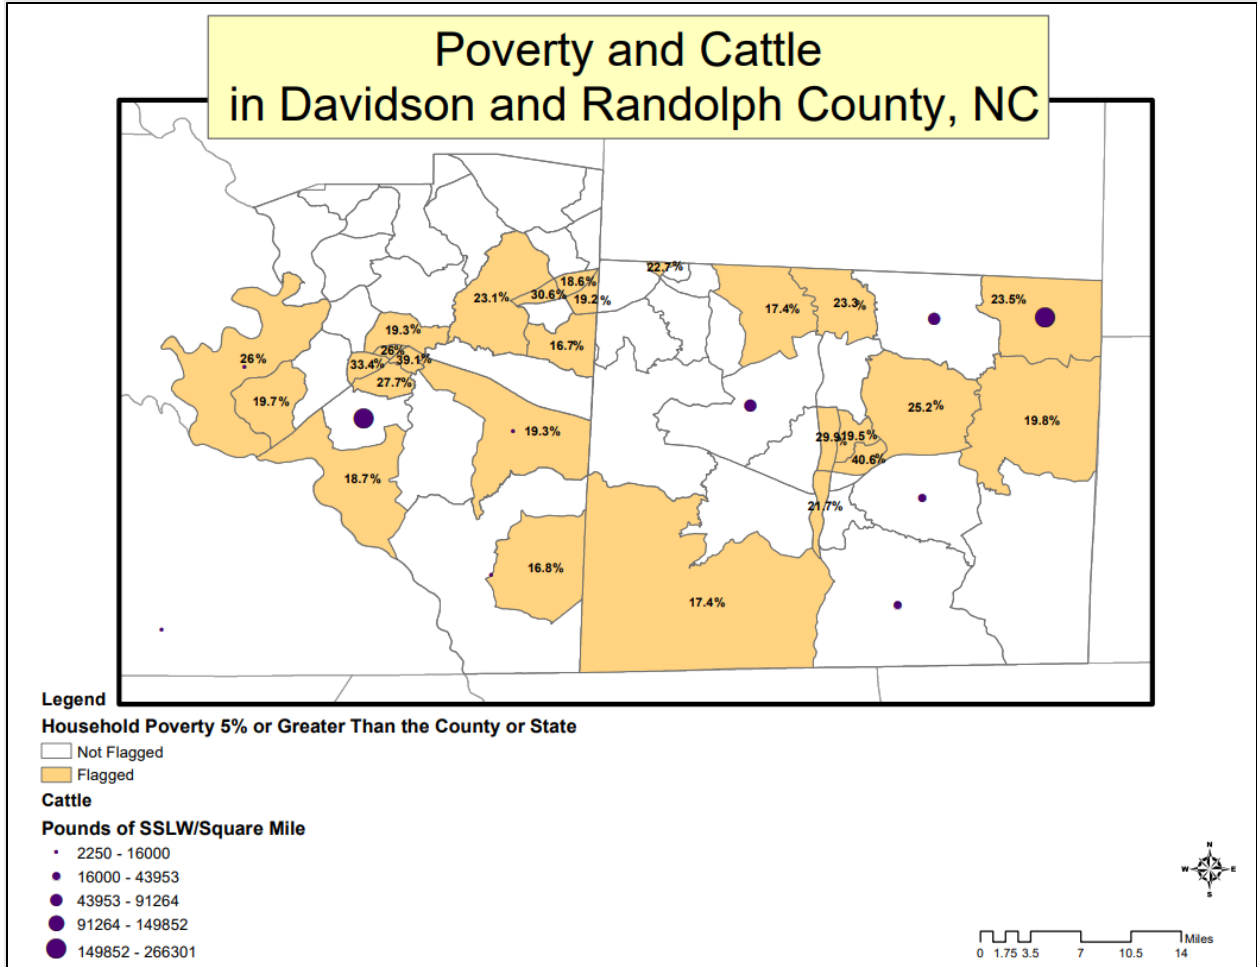 Poverty and Cattle
in Davidson and Randolph County, NC
22.7%
18.6%
30.6%
19.2%
23.1%
17.4%
23.3%
23.5%
19.3%
16.7%
26%
26%
39.1%
33.4%
27.7%
19.7%
25.2%
19.8%
19.3%
29.9%
19.5%
40.6%
18.7%
21.7%
16.8%
17.4%
Legend
Household Poverty 5% or Greater Than the County or State
Not Flagged
Flagged
Cattle
Pounds of SSLW/Square Mile
2250 - 16000
16000 - 43953
43953 - 91264
91264 - 149852
149852 - 266301
N
W E
S
Miles
0 1.75 3.5 7 10.5 14